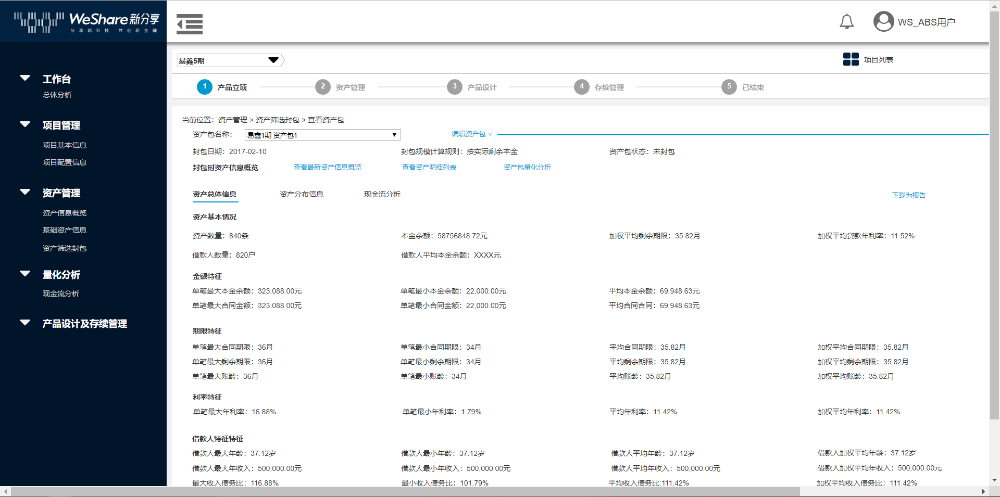 WeShare新分享
分享新科技 共创新金融
WS_ABS用户
工作台
总体分析
项目管理
项目基本信息
项目配置信息
资产管理
资产信息概览
基础资产信息
资产筛选封包
量化分析
现金流分析
产品设计及存续管理
易鑫5期
项目列表
1 产品立项 2 资产管理 3 产品设计 4 存续管理 5 已结束
当前位置：资产管理 > 资产筛选封包 > 查看资产包
资产包名称： 易鑫1期 资产包1 编辑资产包
封包日期：2017-02-10 封包规模计算规则：按实际剩余本金 资产包状态：未封包
封包时资产信息概览 查看最新资产信息概览 查看资产明细列表 资产包量化分析
资产总体信息 资产分布信息 现金流分析 下载为报告
资产基本情况
资产数量：840条 本金余额：58756848.72元 加权平均剩余期限：35.82月 加权平均贷款年利率：11.52%
借款人数量：820户 借款人平均本金余额：XXXX元
金额特征
单笔最大本金余额：323,088.00元 单笔最小本金余额：22,000.00元 平均本金余额：69,948.63元
单笔最大合同金额：323,088.00元 单笔最小合同金额：22,000.00元 平均合同合同：69,948.63元
期限特征
单笔最大合同期限：36月 单笔最小合同期限：34月 平均合同期限：35.82月 加权平均合同期限：35.82月
单笔最大剩余期限：36月 单笔最小剩余期限：34月 平均剩余期限：35.82月 加权平均剩余期限：35.82月
单笔最大账龄：36月 单笔最小账龄：34月 平均账龄：35.82月 加权平均账龄：35.82月
利率特征
单笔最大年利率：16.88% 单笔最小年利率：1.79% 平均年利率：11.42% 加权平均年利率：11.42%
借款人特征特征
借款人最大年龄：37.12岁 借款人最小年龄：37.12岁 借款人平均年龄：37.12岁 借款人加权平均年龄：37.12岁
借款人最大年收入：500,000.00元 借款人最小年收入：500,000.00元 借款人平均年收入：500,000.00元 借款人加权平均年收入：500,000.00元
最大收入债务比：116.88% 最小收入债务比：101.79% 平均收入债务比:111.42% 加权平均收入债务比：111.42%